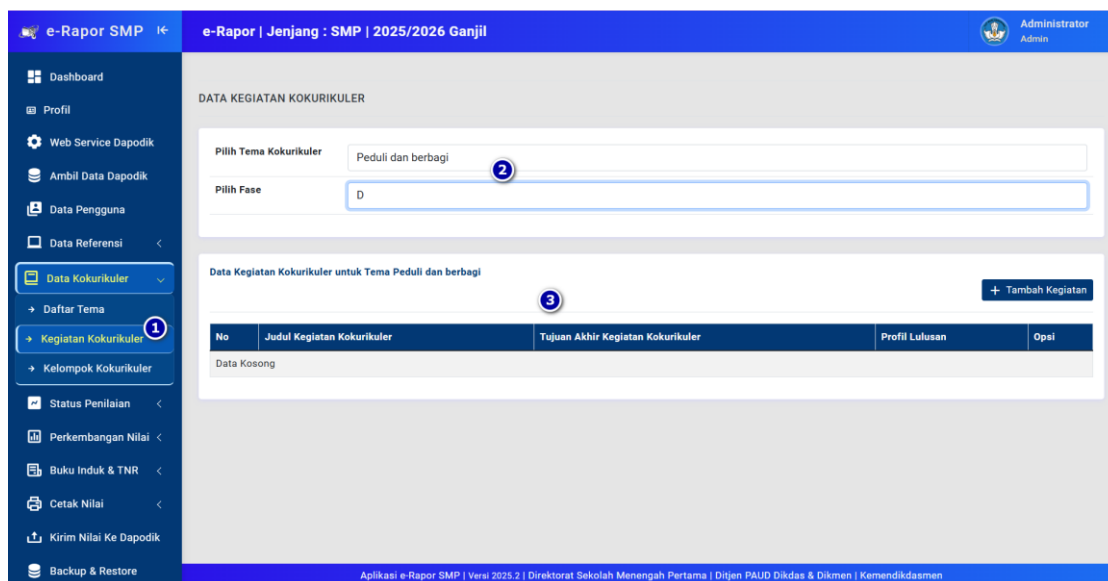 e-Rapor SMP
e-Rapor | Jenjang : SMP | 2025/2026 Ganjil
Administrator
Admin
Dashboard
Profil
Web Service Dapodik
Ambil Data Dapodik
Data Pengguna
Data Referensi
Data Kokurikuler
Daftar Tema
Kegiatan Kokurikuler
1
Kelompok Kokurikuler
Status Penilaian
Perkembangan Nilai
Buku Induk & TNR
Cetak Nilai
Kirim Nilai Ke Dapodik
Backup & Restore
DATA KEGIATAN KOKURIKULER
Pilih Tema Kokurikuler
Peduli dan berbagi
2
Pilih Fase
D
Data Kegiatan Kokurikuler untuk Tema Peduli dan berbagi
3
+ Tambah Kegiatan
No Judul Kegiatan Kokurikuler Tujuan Akhir Kegiatan Kokurikuler Profil Lulusan Opsi
Data Kosong
Aplikasi e-Rapor SMP | Versi 2025.2 | Direktorat Sekolah Menengah Pertama | Ditjen PAUD Dikdas & Dikmen | Kemendikdasmen